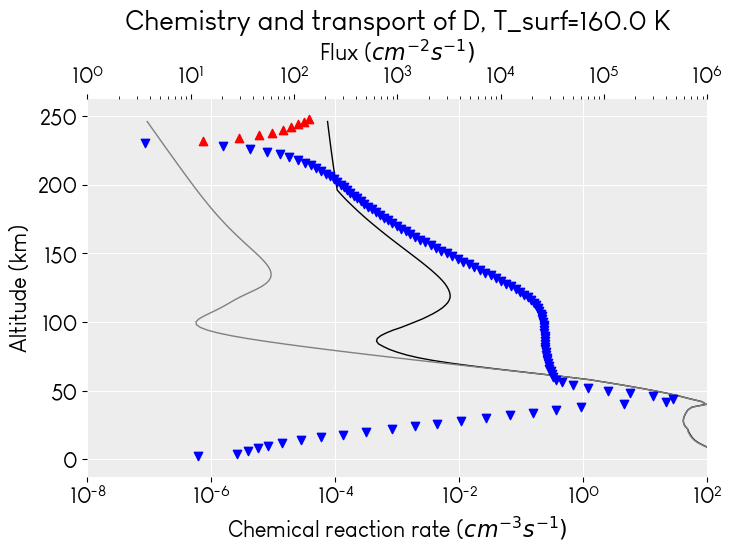 Chemistry and transport of D, T_surf=160.0 K
Flux (cm⁻²s⁻¹)
10⁰ 10¹ 10² 10³ 10⁴ 10⁵ 10⁶
250
200
150
100
50
0
Altitude (km)
10⁻⁸ 10⁻⁶ 10⁻⁴ 10⁻² 10⁰ 10²
Chemical reaction rate (cm⁻³s⁻¹)